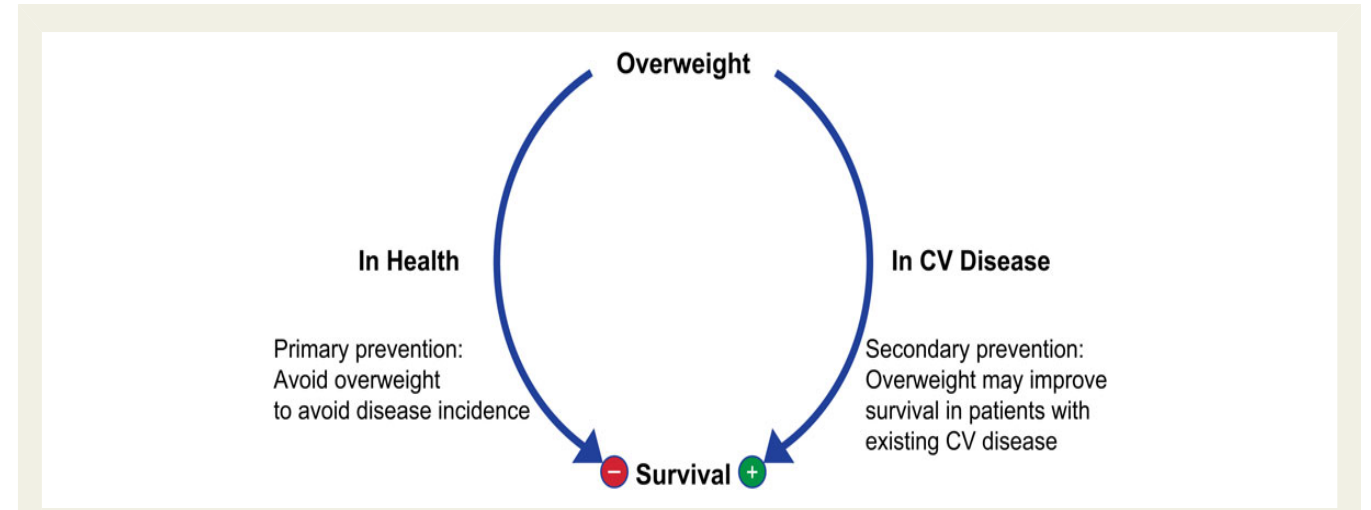 Overweight
In Health
In CV Disease
Primary prevention:
Avoid overweight
to avoid disease incidence
Secondary prevention:
Overweight may improve
survival in patients with
existing CV disease
− Survival +